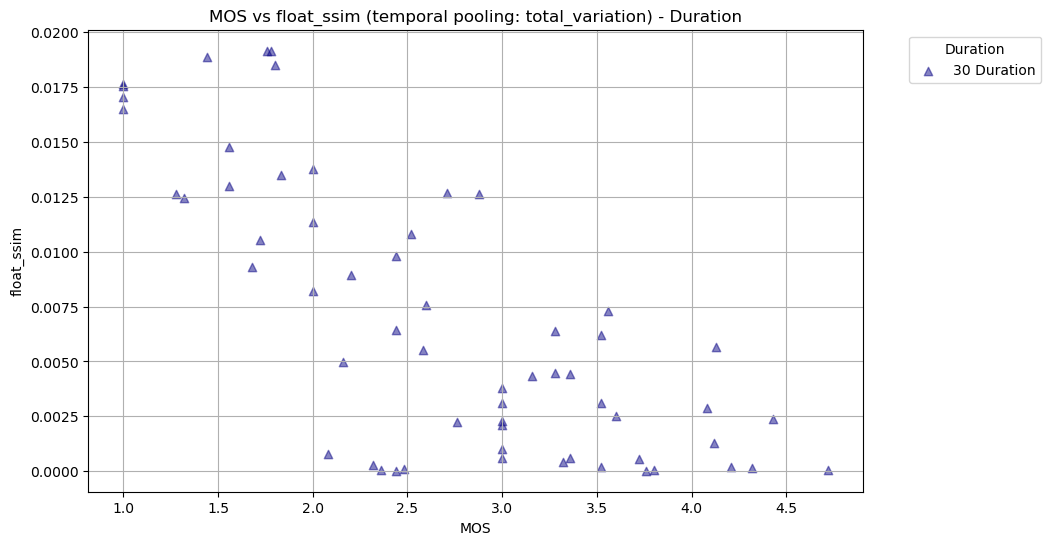 MOS vs float_ssim (temporal pooling: total_variation) - Duration
Duration
30 Duration
float_ssim
0.0200
0.0175
0.0150
0.0125
0.0100
0.0075
0.0050
0.0025
0.0000
1.0 1.5 2.0 2.5 3.0 3.5 4.0 4.5
MOS